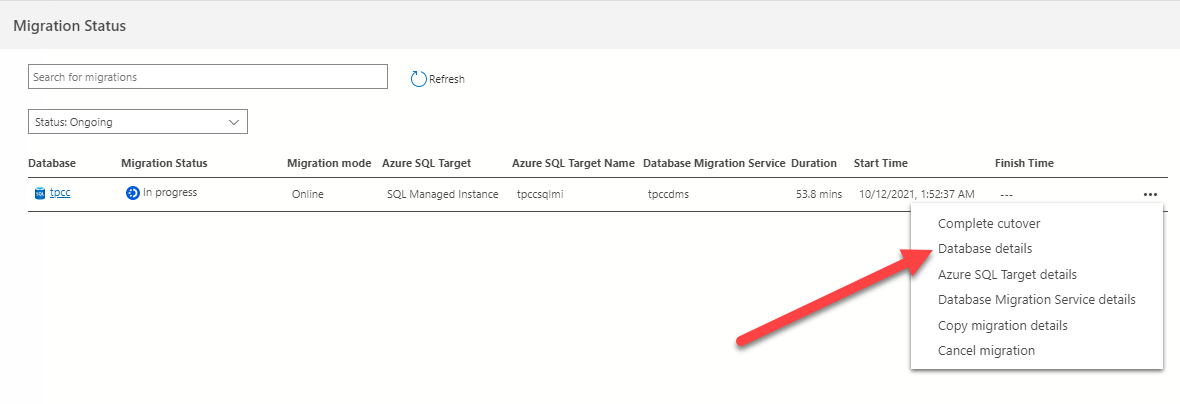 Migration Status
Search for migrations
Refresh
Status: Ongoing
Database Migration Status Migration mode Azure SQL Target Azure SQL Target Name Database Migration Service Duration Start Time Finish Time
SQL tpcc In progress Online SQL Managed Instance tpccsqlmi tpccdms 53.8 mins 10/12/2021, 1:52:37 AM --- •••
Complete cutover
Database details
Azure SQL Target details
Database Migration Service details
Copy migration details
Cancel migration